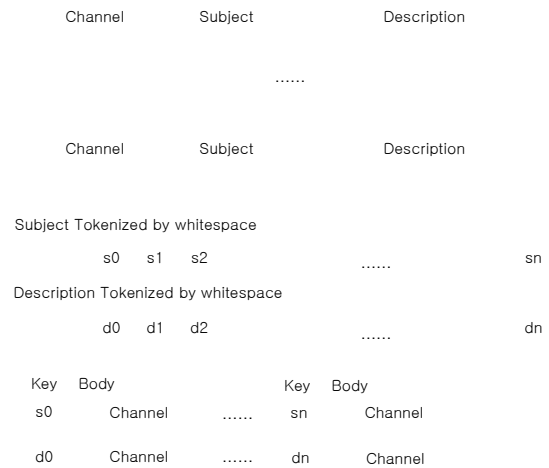 Channel Subject Description
......
Channel Subject Description
Subject Tokenized by whitespace
s0 s1 s2 ...... sn
Description Tokenized by whitespace
d0 d1 d2 ...... dn
Key Body Key Body
s0 Channel ...... sn Channel
d0 Channel ...... dn Channel